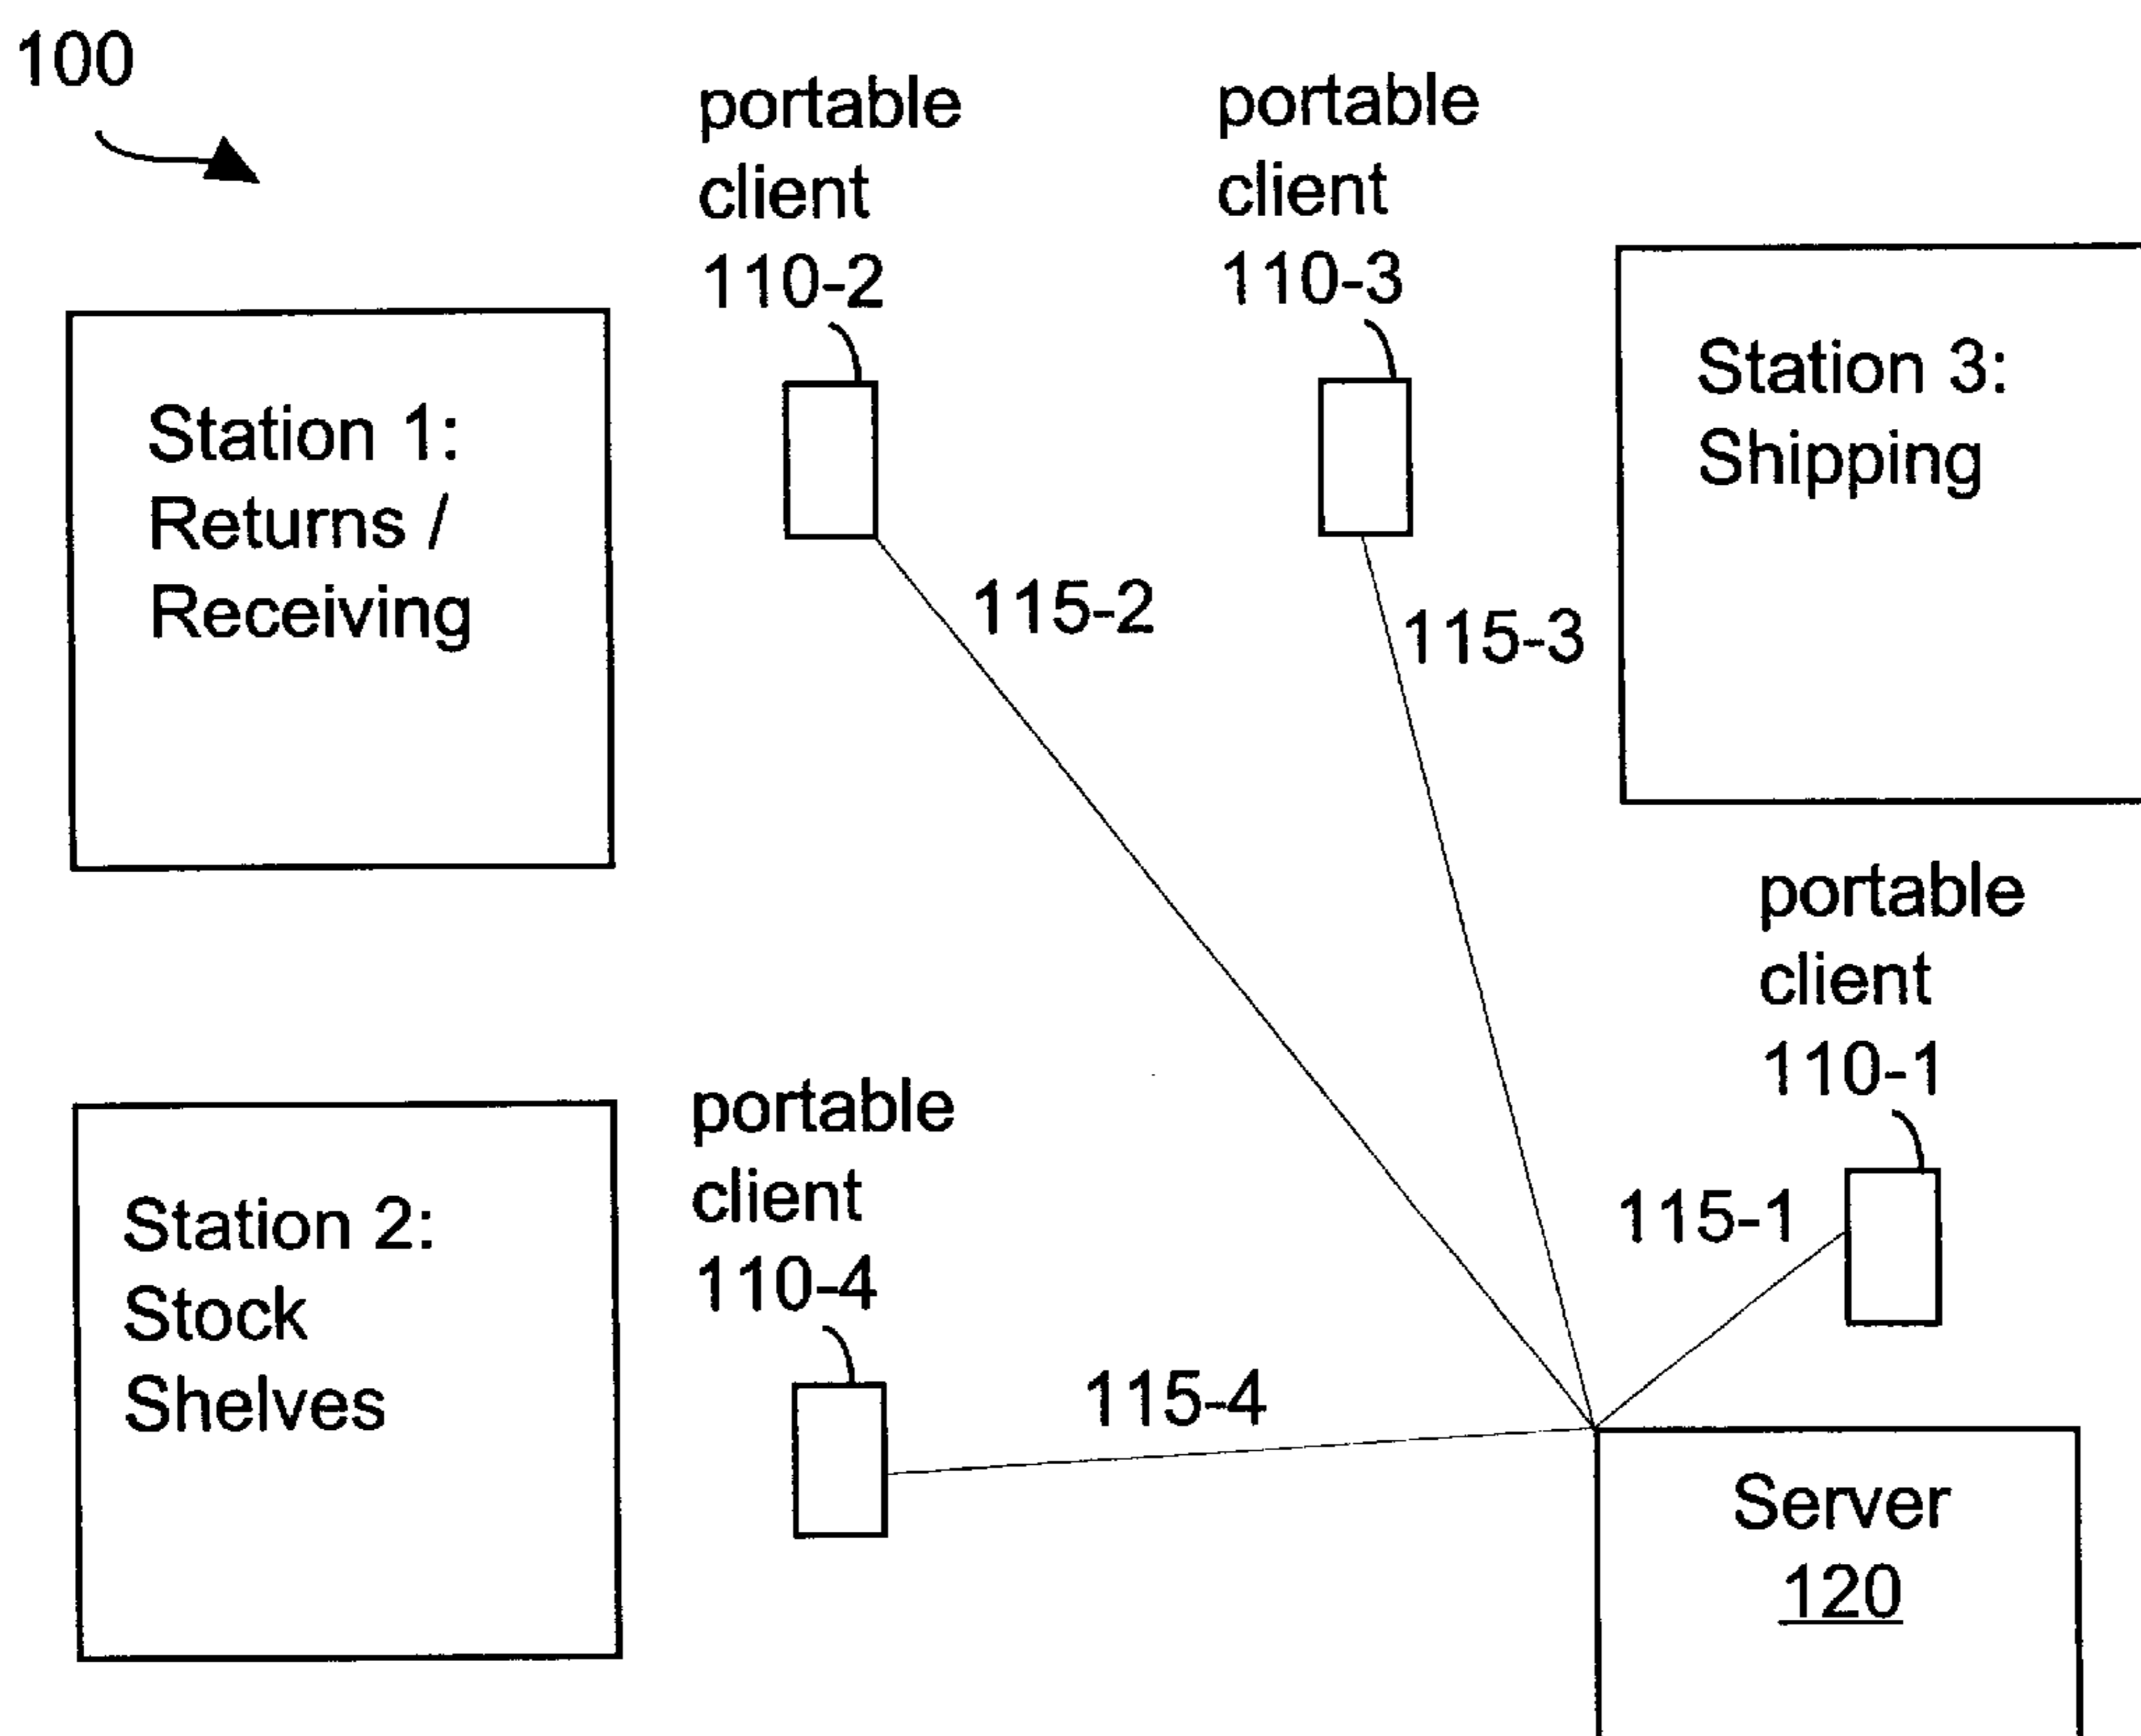 100
portable
client
110-2
portable
client
110-3
Station 1:
Returns /
Receiving
Station 3:
Shipping
115-2
115-3
portable
client
110-1
portable
client
110-4
Station 2:
Stock
Shelves
115-1
115-4
Server
120